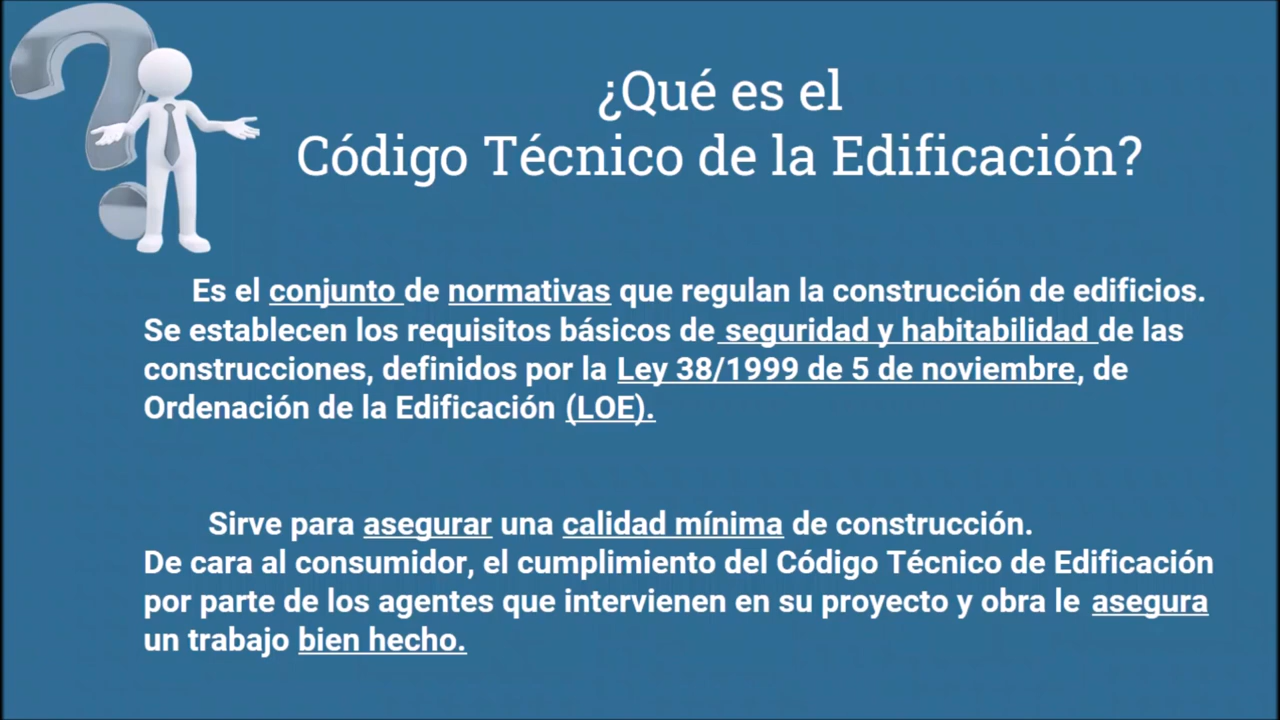 ¿Qué es el
Código Técnico de la Edificación?
Es el conjunto de normativas que regulan la construcción de edificios.
Se establecen los requisitos básicos de seguridad y habitabilidad de las
construcciones, definidos por la Ley 38/1999 de 5 de noviembre, de
Ordenación de la Edificación (LOE).
Sirve para asegurar una calidad mínima de construcción.
De cara al consumidor, el cumplimiento del Código Técnico de Edificación
por parte de los agentes que intervienen en su proyecto y obra le asegura
un trabajo bien hecho.